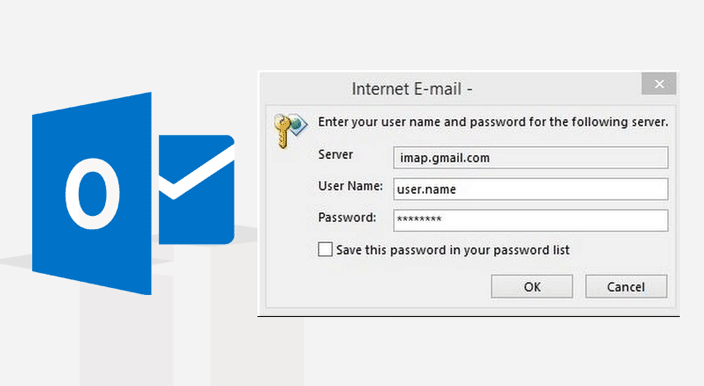 Internet E-mail -
Enter your user name and password for the following server.
Server
imap.gmail.com
User Name:
user.name
Password:
********
Save this password in your password list
OK
Cancel
O